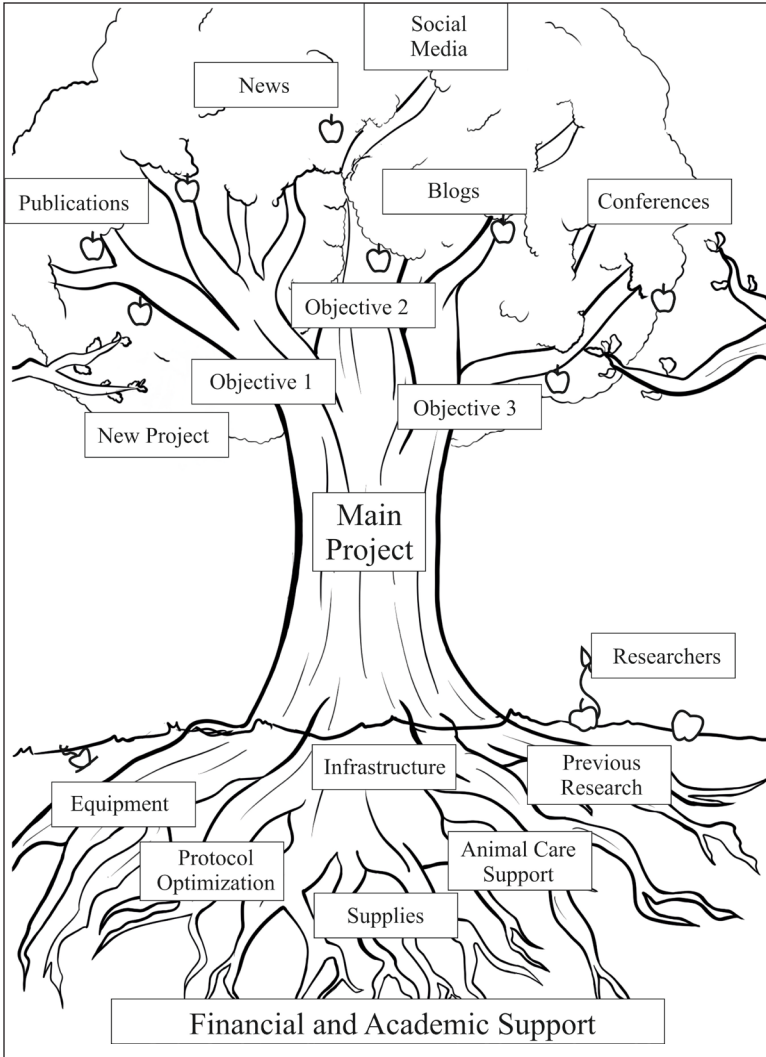 Social
Media
News
Blogs
Publications
Conferences
Objective 2
Objective 1
Objective 3
New Project
Main
Project
Researchers
Infrastructure
Previous
Research
Equipment
Protocol
Optimization
Animal Care
Support
Supplies
Financial and Academic Support